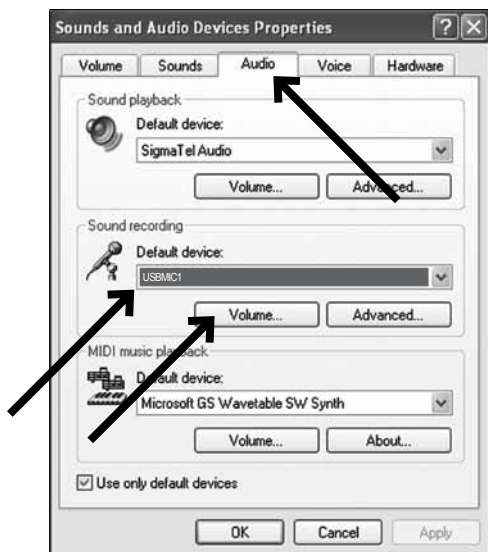 Sounds and Audio Devices Properties
Volume Sounds Audio Voice Hardware
Sound playback
Default device:
SigmaTel Audio
Volume... Advanced...
Sound recording
Default device:
USBMIC1
Volume... Advanced...
MIDI music playback
Default device:
Microsoft GS Wavetable SW Synth
Volume... About...
Use only default devices
OK Cancel Apply